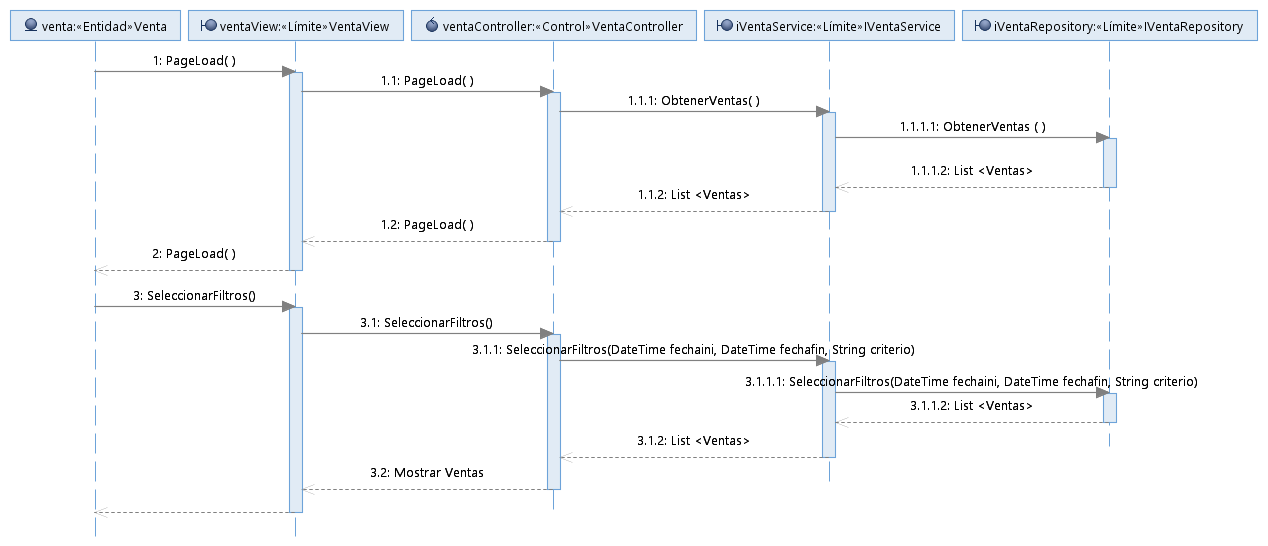 venta:«Entidad»Venta
ventaView:«Límite»VentaView
ventaController:«Control»VentaController
iVentaService:«Límite»IVentaService
iVentaRepository:«Límite»IVentaRepository
1: PageLoad( )
1.1: PageLoad( )
1.1.1: ObtenerVentas( )
1.1.1.1: ObtenerVentas ( )
1.1.1.2: List <Ventas>
1.1.2: List <Ventas>
1.2: PageLoad( )
2: PageLoad( )
3: SeleccionarFiltros()
3.1: SeleccionarFiltros()
3.1.1: SeleccionarFiltros(DateTime fechaini, DateTime fechafin, String criterio)
3.1.1.1: SeleccionarFiltros(DateTime fechaini, DateTime fechafin, String criterio)
3.1.1.2: List <Ventas>
3.1.2: List <Ventas>
3.2: Mostrar Ventas